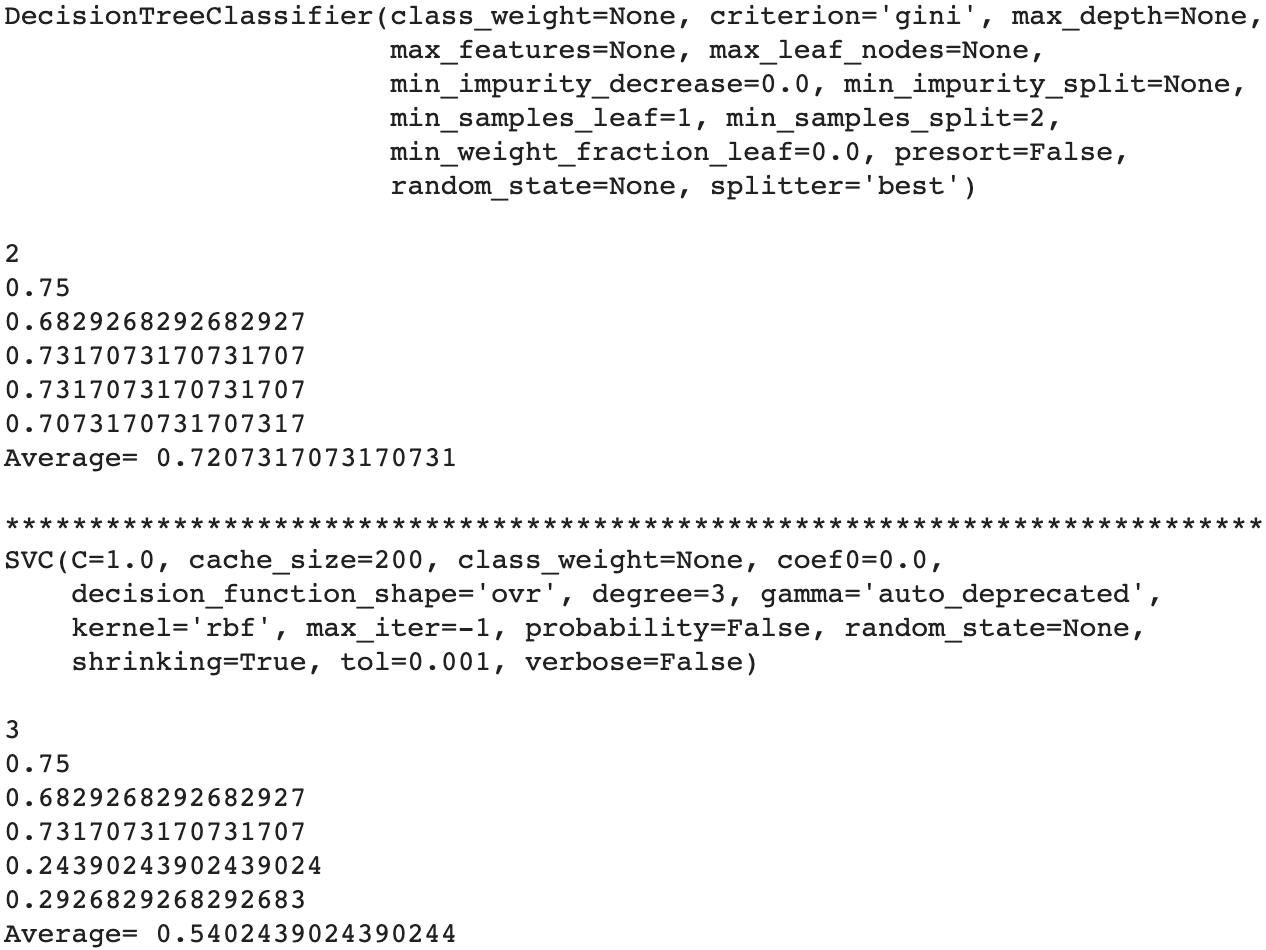 DecisionTreeClassifier(class_weight=None, criterion='gini', max_depth=None,
max_features=None, max_leaf_nodes=None,
min_impurity_decrease=0.0, min_impurity_split=None,
min_samples_leaf=1, min_samples_split=2,
min_weight_fraction_leaf=0.0, presort=False,
random_state=None, splitter='best')
2
0.75
0.6829268292682927
0.7317073170731707
0.7317073170731707
0.7073170731707317
Average= 0.7207317073170731
***************************************************************************
SVC(C=1.0, cache_size=200, class_weight=None, coef0=0.0,
decision_function_shape='ovr', degree=3, gamma='auto_deprecated',
kernel='rbf', max_iter=-1, probability=False, random_state=None,
shrinking=True, tol=0.001, verbose=False)
3
0.75
0.6829268292682927
0.7317073170731707
0.24390243902439024
0.2926829268292683
Average= 0.5402439024390244